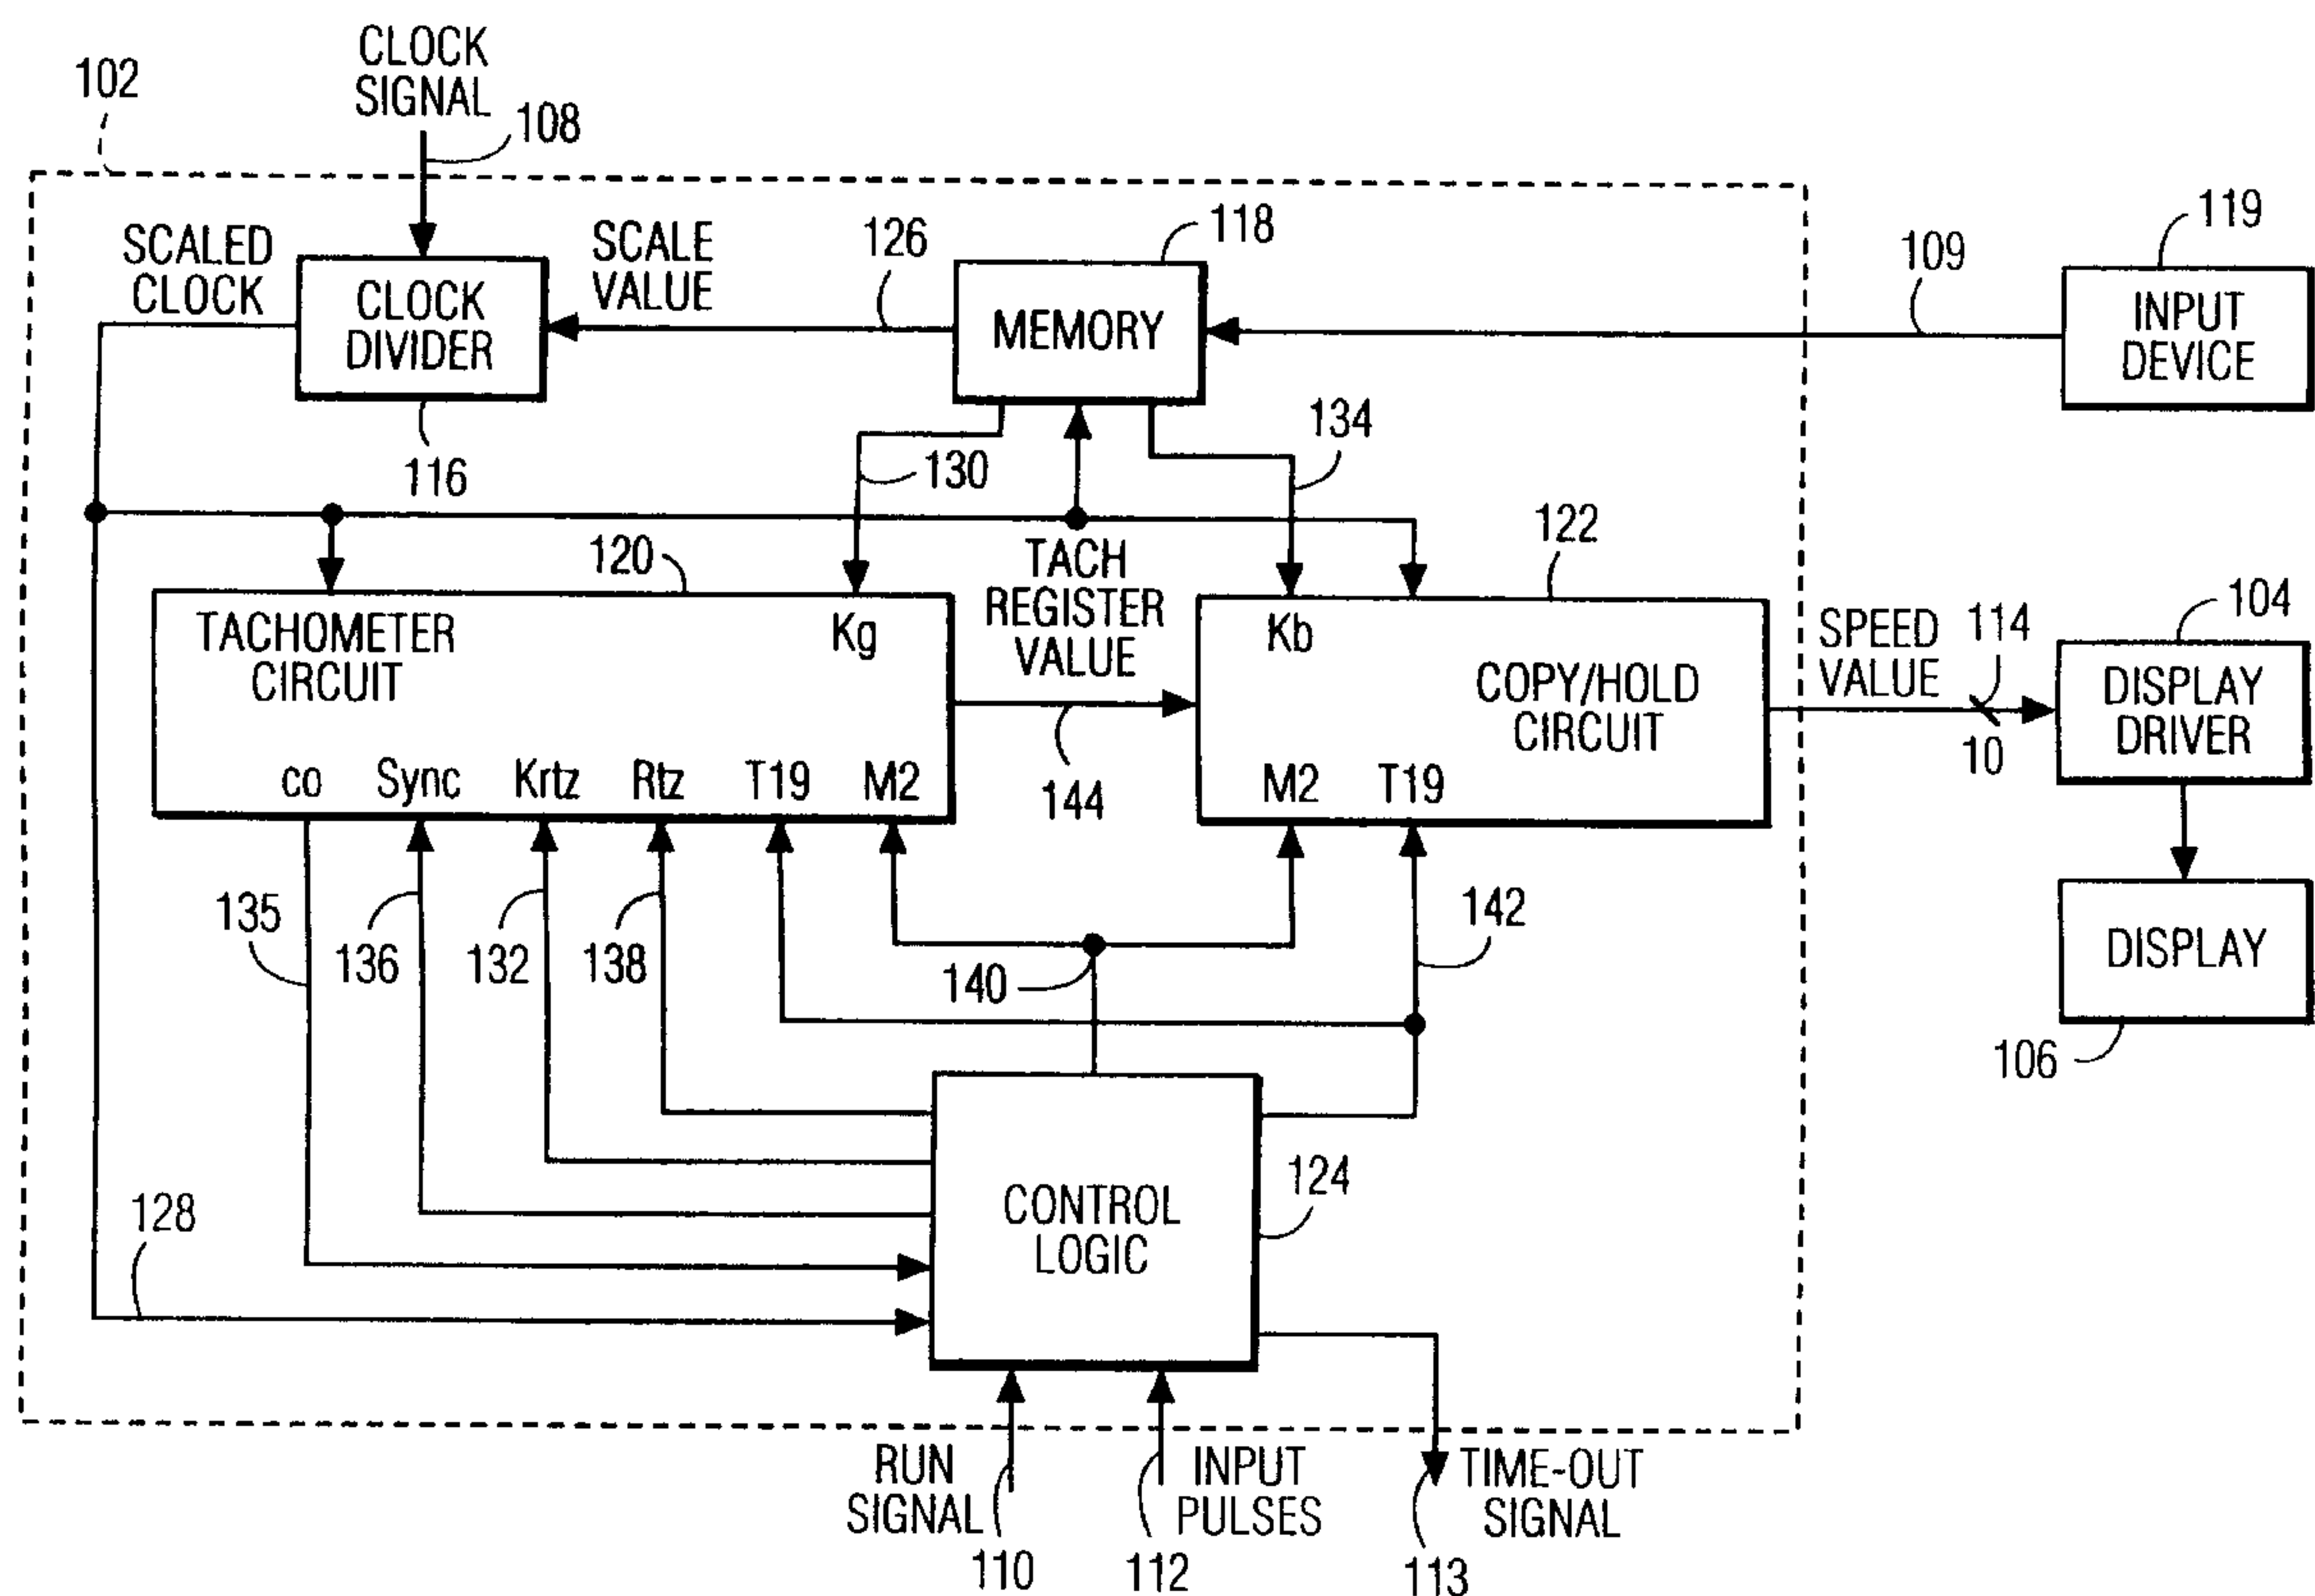 CLOCK
SIGNAL
102
108
SCALED
CLOCK
CLOCK
DIVIDER
116
SCALE
VALUE
126
118
MEMORY
109
119
INPUT
DEVICE
130
134
120
TACHOMETER
CIRCUIT
Kg
co Sync Krtz Rtz T19 M2
TACH
REGISTER
VALUE
144
122
Kb
COPY/HOLD
CIRCUIT
M2 T19
SPEED
VALUE
114
10
104
DISPLAY
DRIVER
DISPLAY
106
135
136
132
138
140
142
128
CONTROL
LOGIC
124
RUN
SIGNAL
110
INPUT
PULSES
112
TIME-OUT
SIGNAL
113